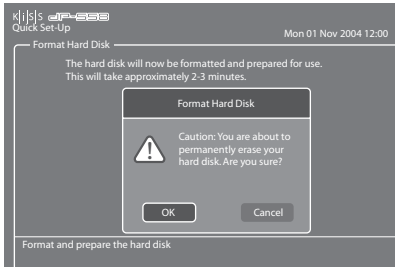 KiSS DP-558
Quick Set-Up
Mon 01 Nov 2004 12:00
Format Hard Disk
The hard disk will now be formatted and prepared for use.
This will take approximately 2-3 minutes.
Format Hard Disk
Caution: You are about to
permanently erase your
hard disk. Are you sure?
OK
Cancel
Format and prepare the hard disk